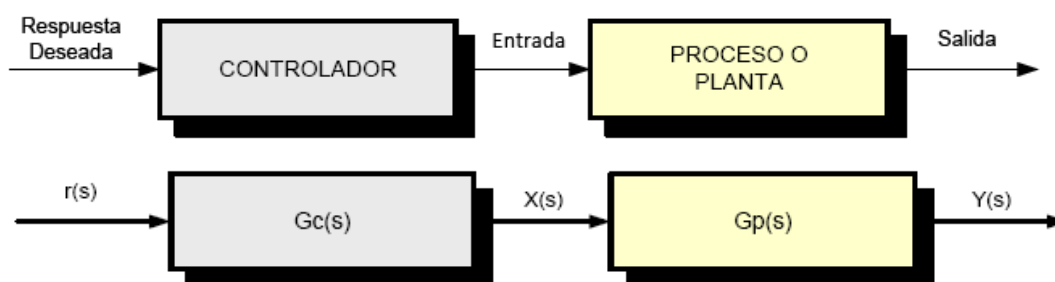 Respuesta
Deseada
CONTROLADOR
Entrada
PROCESO O
PLANTA
Salida
r(s)
Gc(s)
X(s)
Gp(s)
Y(s)